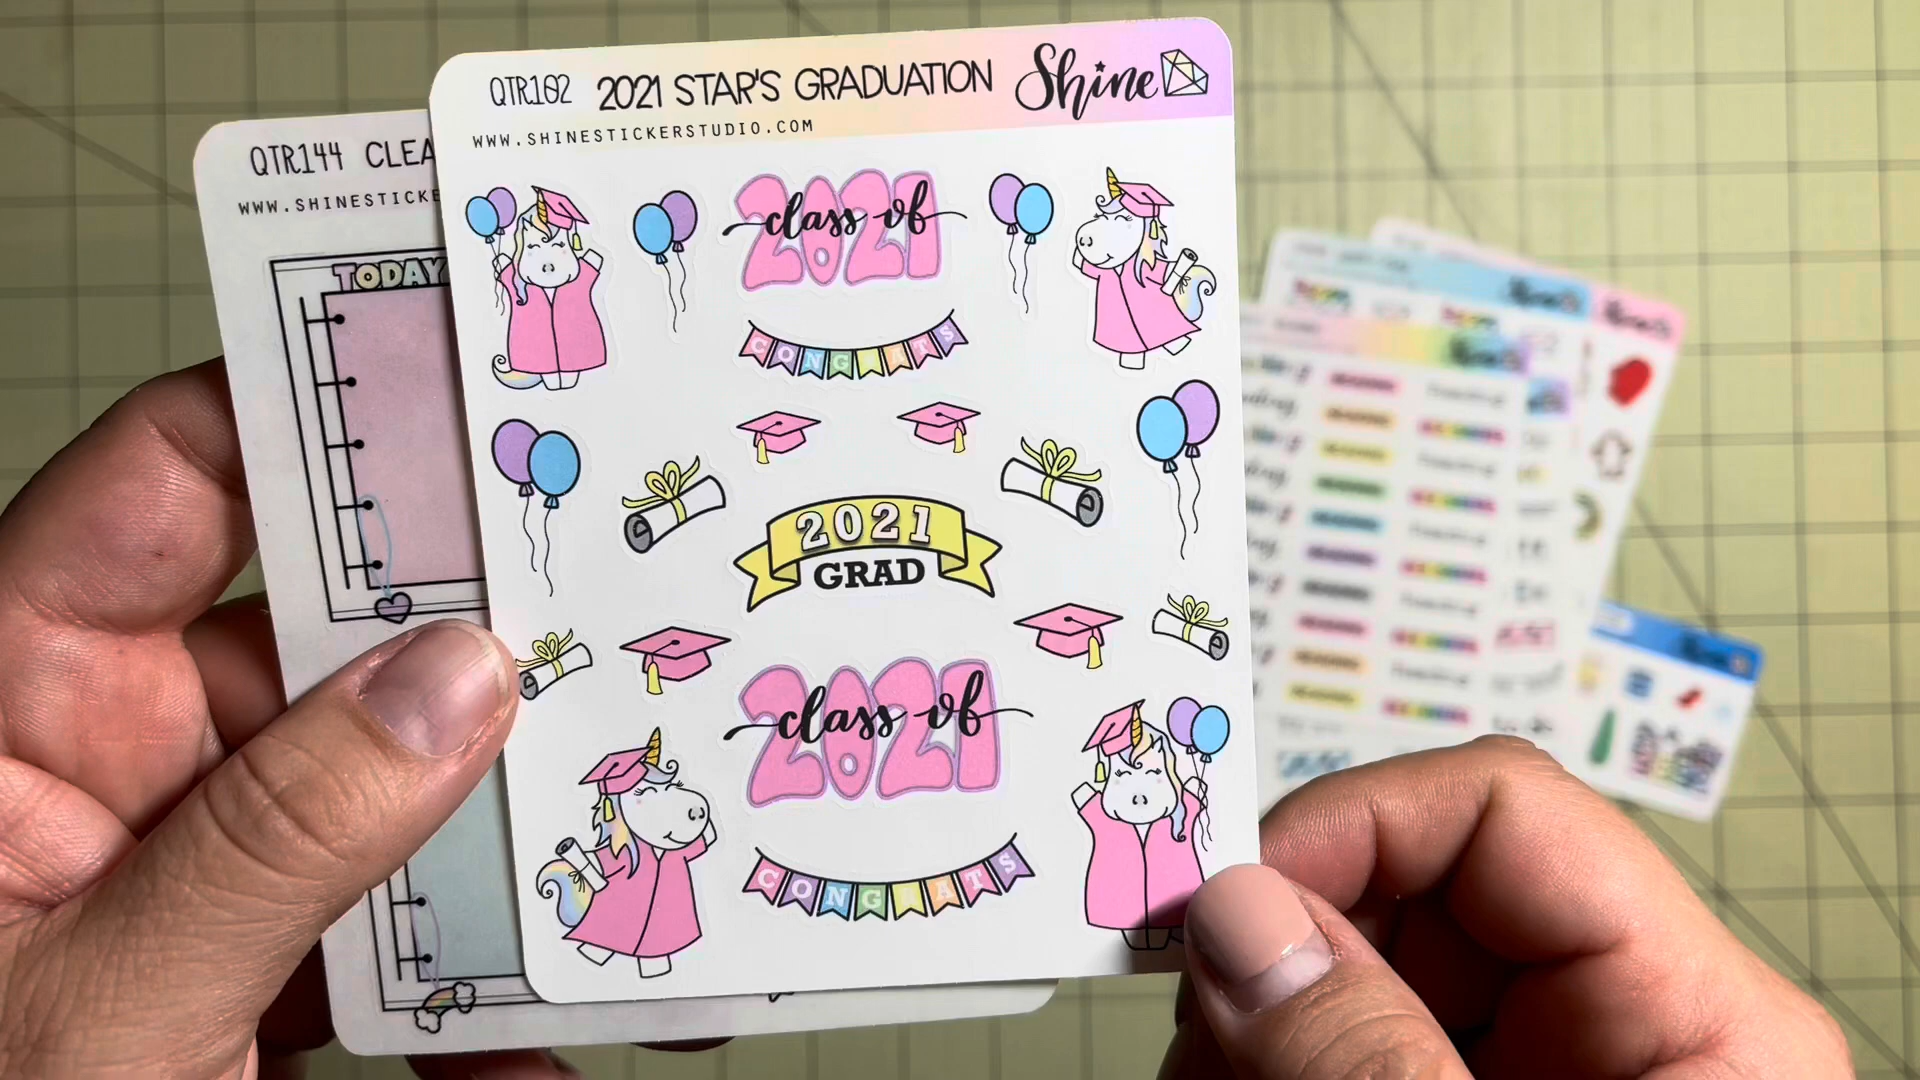 QTR102 2021 STAR'S GRADUATION Shine
WWW.SHINESTICKERSTUDIO.COM
QTR144 CLEA
WWW.SHINESTICKE
TODAY
2021
class of
CONGRATS
2021
GRAD
2021
class of
CONGRATS